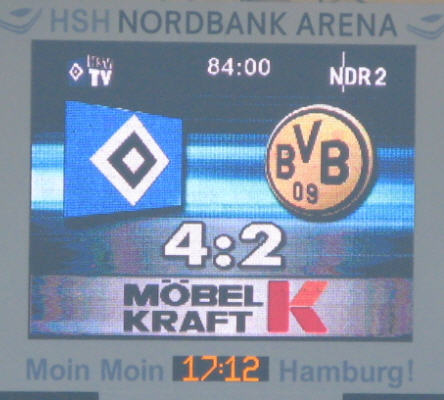 HSH NORDBANK ARENA
TV 84:00 NDR 2
BVB
09
4:2
MÖBEL
KRAFT
Moin Moin 17:12 Hamburg!